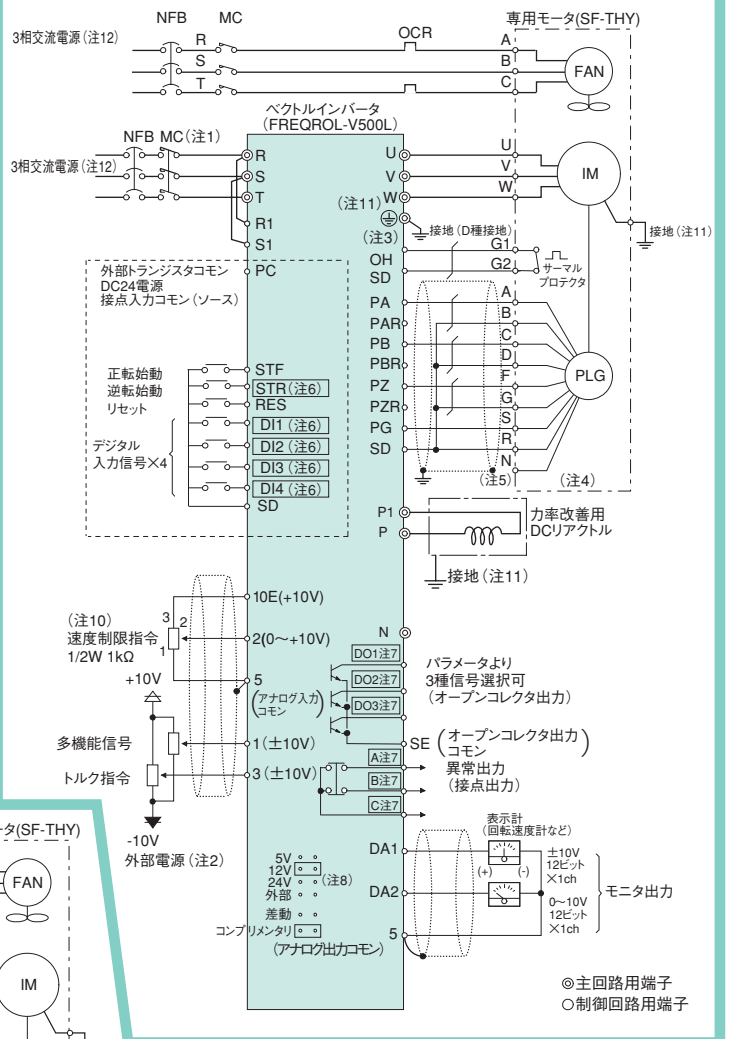 NFB MC
OCR
専用モータ(SF-THY)
3相交流電源(注12)
R
S
T
A
B
C
FAN
ベクトルインバータ
(FREQROL-V500L)
NFB MC(注1)
3相交流電源(注12)
R
S
T
R1
S1
U
V
(注11) W
(注3)
U
V
W
IM
接地(注11)
接地(D種接地)
OH
SD
G1
G2
サーマル
プロテクタ
外部トランジスタコモン
DC24電源
接点入力コモン(ソース)
PC
PA
PAR
PB
PBR
PZ
PZR
PG
SD
A
B
C
D
F
G
S
R
N
PLG
(注5)
(注4)
正転始動
逆転始動
リセット
デジタル
入力信号×4
STF
STR(注6)
RES
DI1(注6)
DI2(注6)
DI3(注6)
DI4(注6)
SD
P1
P
力率改善用
DCリアクトル
接地(注11)
(注10)
速度制限指令
1/2W 1kΩ
3
2
1
10E(+10V)
2(0〜+10V)
5
(アナログ入力
コモン)
+10V
多機能信号
トルク指令
-10V
外部電源(注2)
1(±10V)
3(±10V)
N
DO1注7
DO2注7
DO3注7
パラメータより
3種信号選択可
(オープンコレクタ出力)
SE
(オープンコレクタ出力
コモン)
A注7
B注7
C注7
異常出力
(接点出力)
表示計
(回転速度計など)
DA1
DA2
5
(+) (-)
±10V
12ビット
×1ch
0〜10V
12ビット
×1ch
モニタ出力
5V
12V
24V
外部
(注8)
差動
コンプリメンタリ
(アナログ出力コモン)
◎主回路用端子
○制御回路用端子
ータ(SF-THY)
FAN
IM